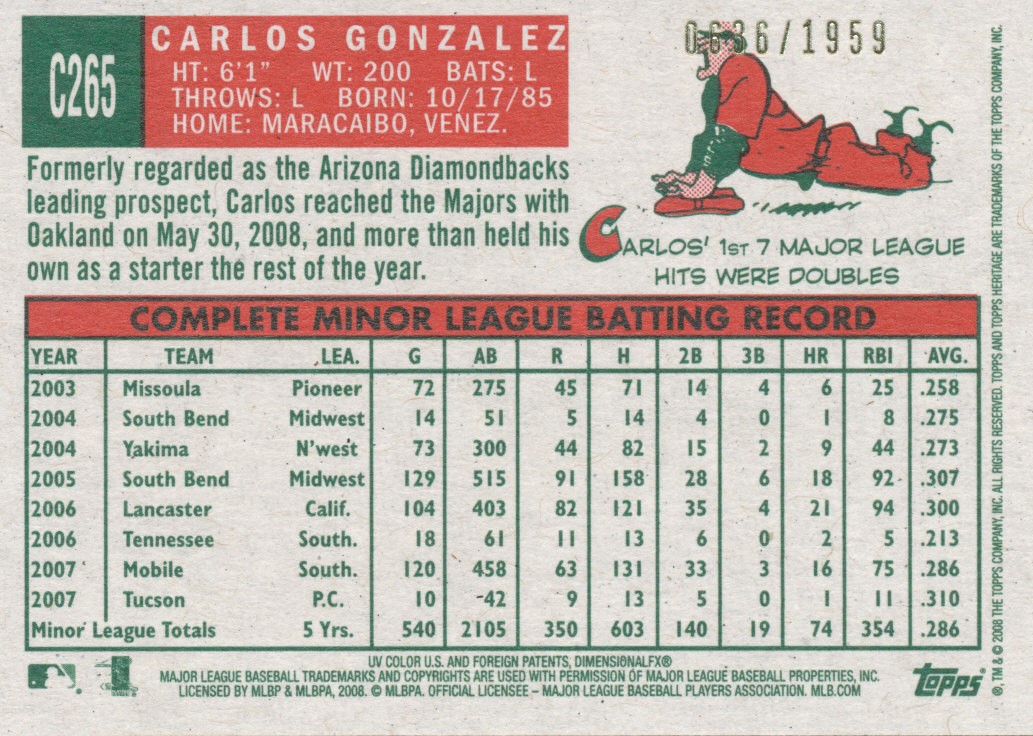 C265
CARLOS GONZALEZ
HT: 6'1" WT: 200 BATS: L
THROWS: L BORN: 10/17/85
HOME: MARACAIBO, VENEZ.
0636/1959
Formerly regarded as the Arizona Diamondbacks
leading prospect, Carlos reached the Majors with
Oakland on May 30, 2008, and more than held his
own as a starter the rest of the year.
CARLOS' 1ST 7 MAJOR LEAGUE
HITS WERE DOUBLES
COMPLETE MINOR LEAGUE BATTING RECORD
YEAR TEAM LEA. G AB R H 2B 3B HR RBI AVG.
2003 Missoula Pioneer 72 275 45 71 14 4 6 25 .258
2004 South Bend Midwest 14 51 5 14 4 0 1 8 .275
2004 Yakima N'west 73 300 44 82 15 2 9 44 .273
2005 South Bend Midwest 129 515 91 158 28 6 18 92 .307
2006 Lancaster Calif. 104 403 82 121 35 4 21 94 .300
2006 Tennessee South. 18 61 11 13 6 0 2 5 .213
2007 Mobile South. 120 458 63 131 33 3 16 75 .286
2007 Tucson P.C. 10 42 9 13 5 0 1 11 .310
Minor League Totals 5 Yrs. 540 2105 350 603 140 19 74 354 .286
UV COLOR U.S. AND FOREIGN PATENTS, DIMENSIONALFX®
MAJOR LEAGUE BASEBALL TRADEMARKS AND COPYRIGHTS ARE USED WITH PERMISSION OF MAJOR LEAGUE BASEBALL PROPERTIES, INC.
LICENSED BY MLBP & MLBPA, 2008. © MLBPA. OFFICIAL LICENSEE – MAJOR LEAGUE BASEBALL PLAYERS ASSOCIATION. MLB.COM
topps
®, TM & © 2008 THE TOPPS COMPANY, INC. ALL RIGHTS RESERVED. TOPPS AND TOPPS HERITAGE ARE TRADEMARKS OF THE TOPPS COMPANY, INC.